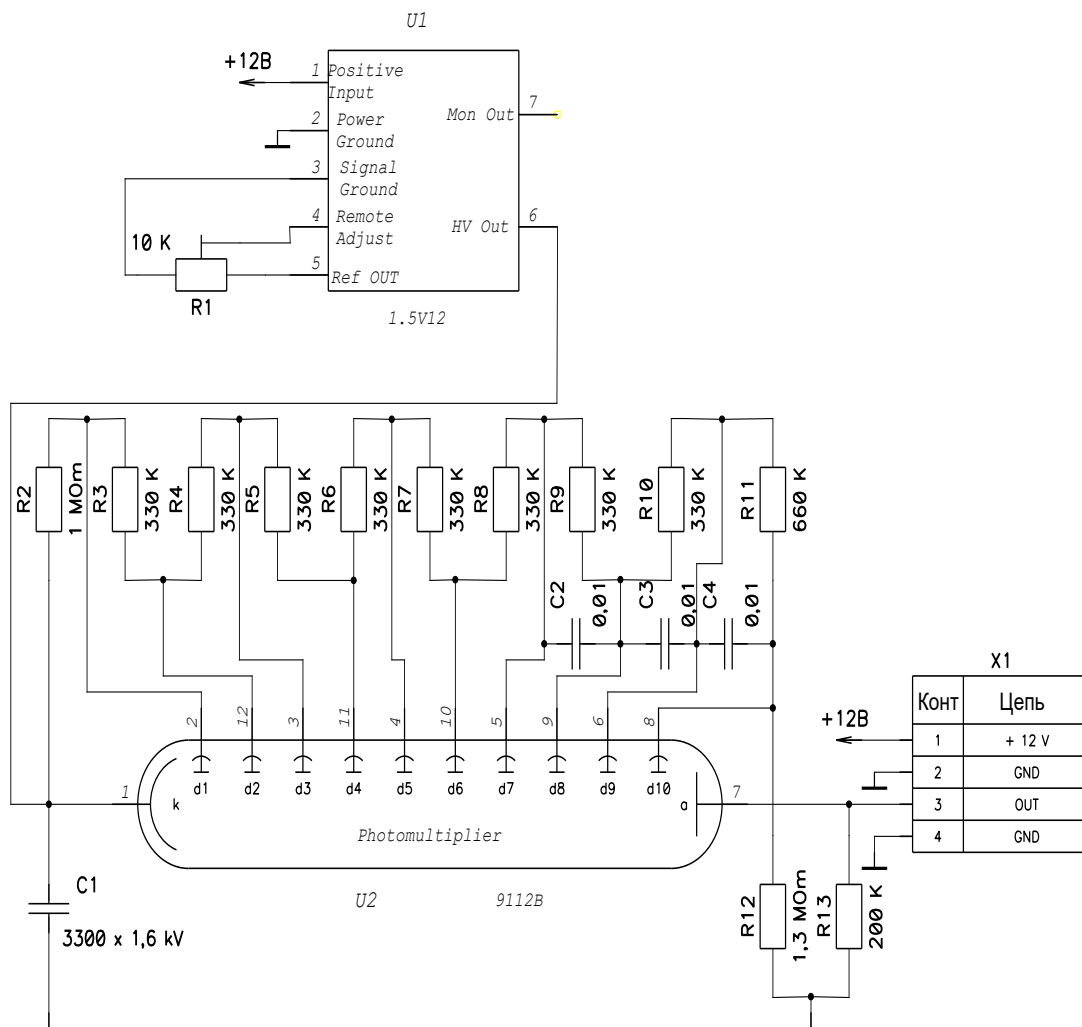 U1
+12В
1 Positive Input
2 Power Ground
3 Signal Ground
4 Remote Adjust
5 Ref OUT
Mon Out 7
HV Out 6
10 K
R1
1.5V12
R2 1 MOm
R3 330 K
R4 330 K
R5 330 K
R6 330 K
R7 330 K
R8 330 K
R9 330 K
R10 330 K
R11 660 K
C2 0,01
C3 0,01
C4 0,01
2 12 3 11 4 10 5 9 6 8
d1 d2 d3 d4 d5 d6 d7 d8 d9 d10
1 k
a 7
Photomultiplier
U2 9112B
C1
3300 x 1,6 kV
R12 1,3 MOm
R13 200 K
X1
+12В
Конт Цепь
1 + 12 V
2 GND
3 OUT
4 GND